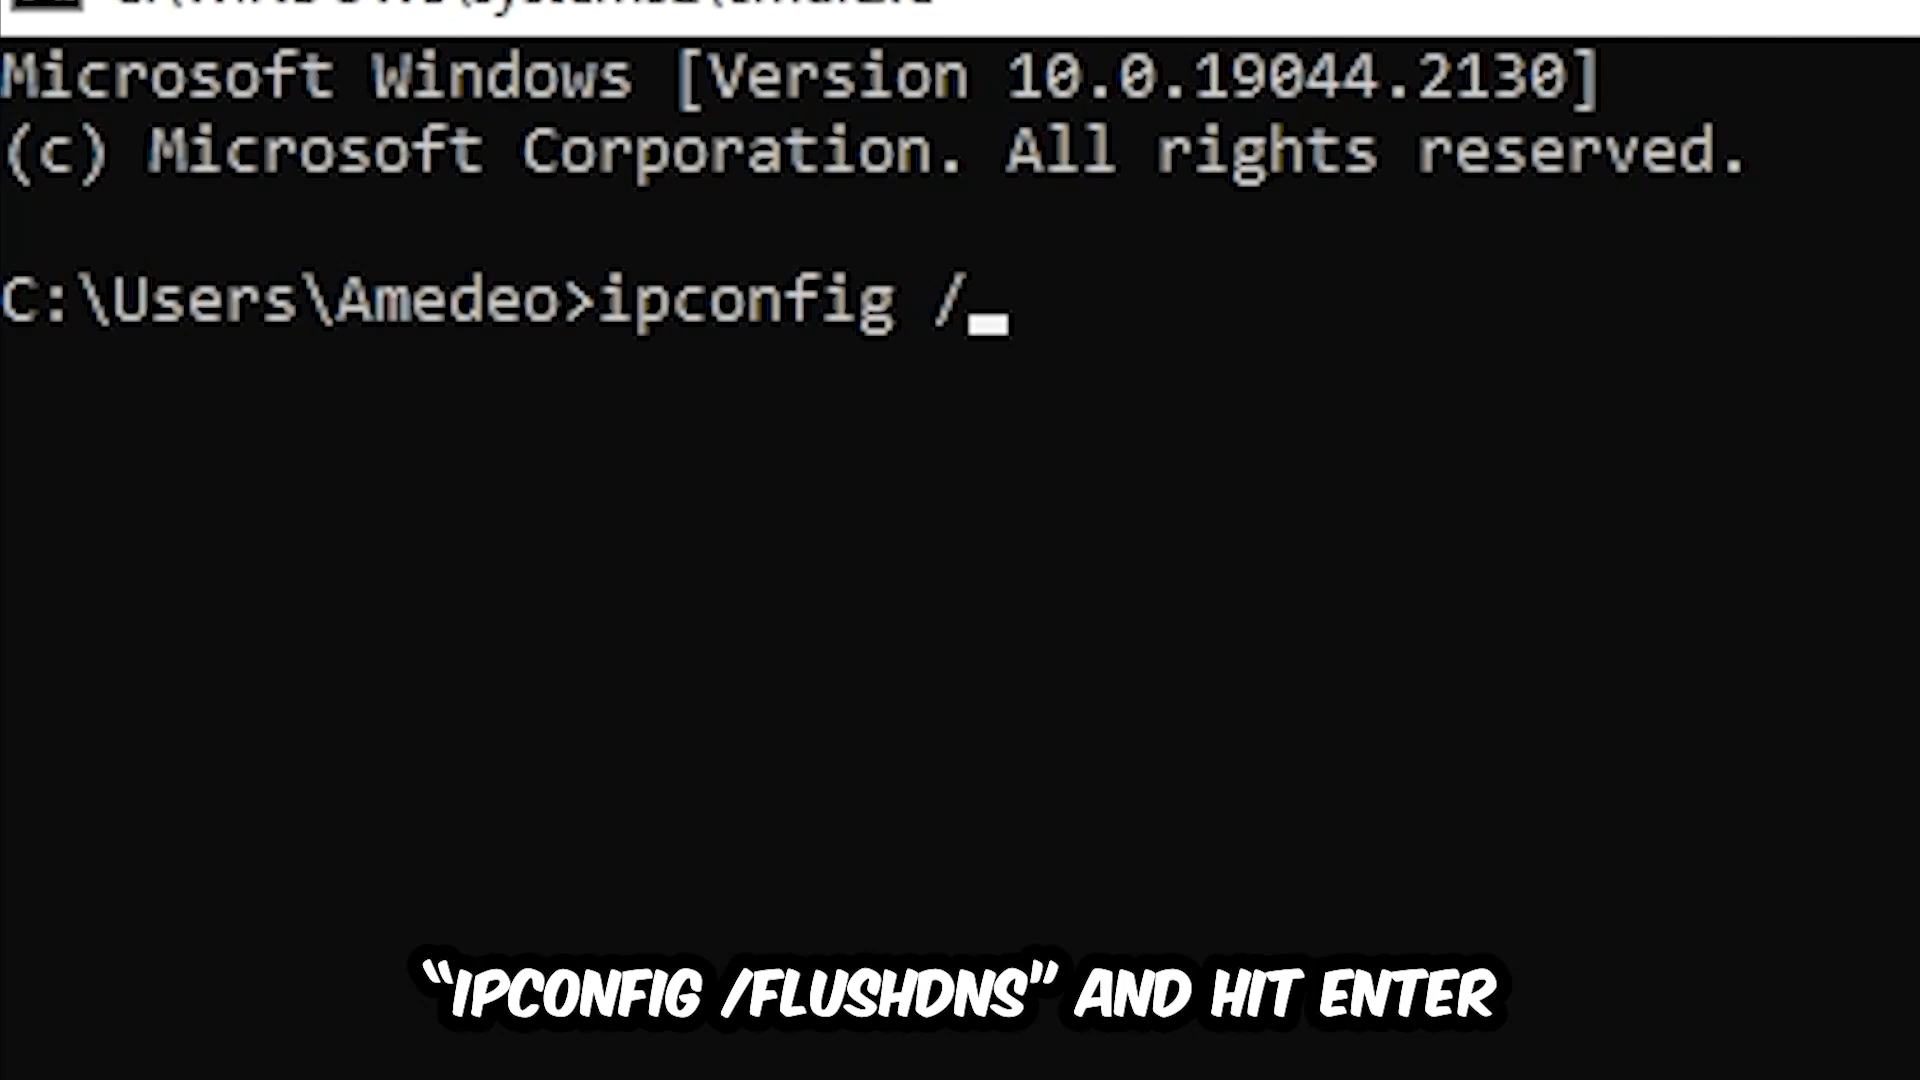 Microsoft Windows [Version 10.0.19044.2130]
(c) Microsoft Corporation. All rights reserved.
C:\Users\Amedeo>ipconfig /
“IPCONFIG /FLUSHDNS” AND HIT ENTER